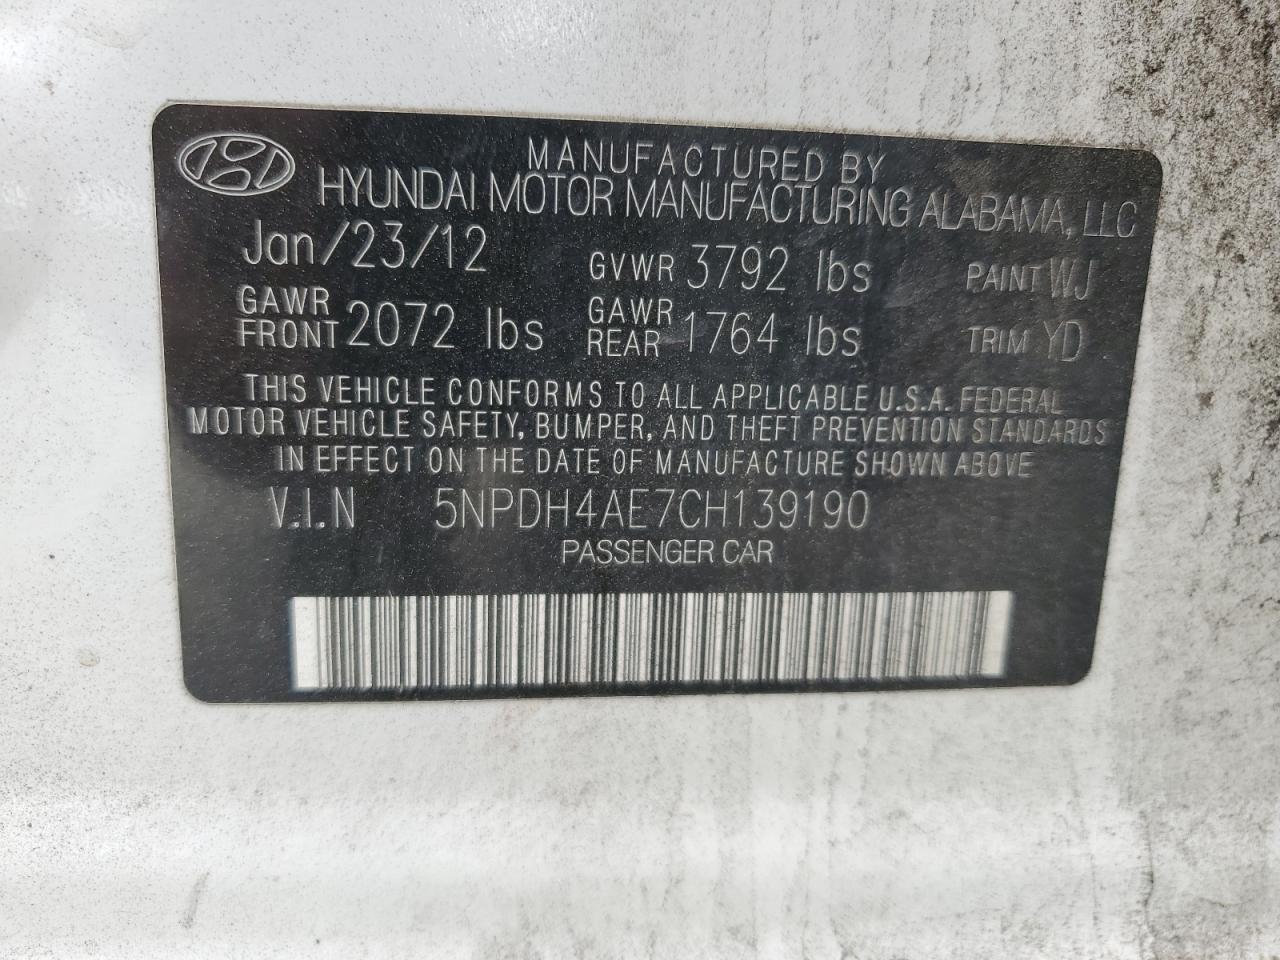 MANUFACTURED BY
HYUNDAI MOTOR MANUFACTURING ALABAMA, LLC
Jan/23/12 GVWR 3792 lbs PAINT WJ
GAWR FRONT 2072 lbs GAWR REAR 1764 lbs TRIM YD
THIS VEHICLE CONFORMS TO ALL APPLICABLE U.S.A. FEDERAL
MOTOR VEHICLE SAFETY, BUMPER, AND THEFT PREVENTION STANDARDS
IN EFFECT ON THE DATE OF MANUFACTURE SHOWN ABOVE
V.I.N 5NPDH4AE7CH139190
PASSENGER CAR